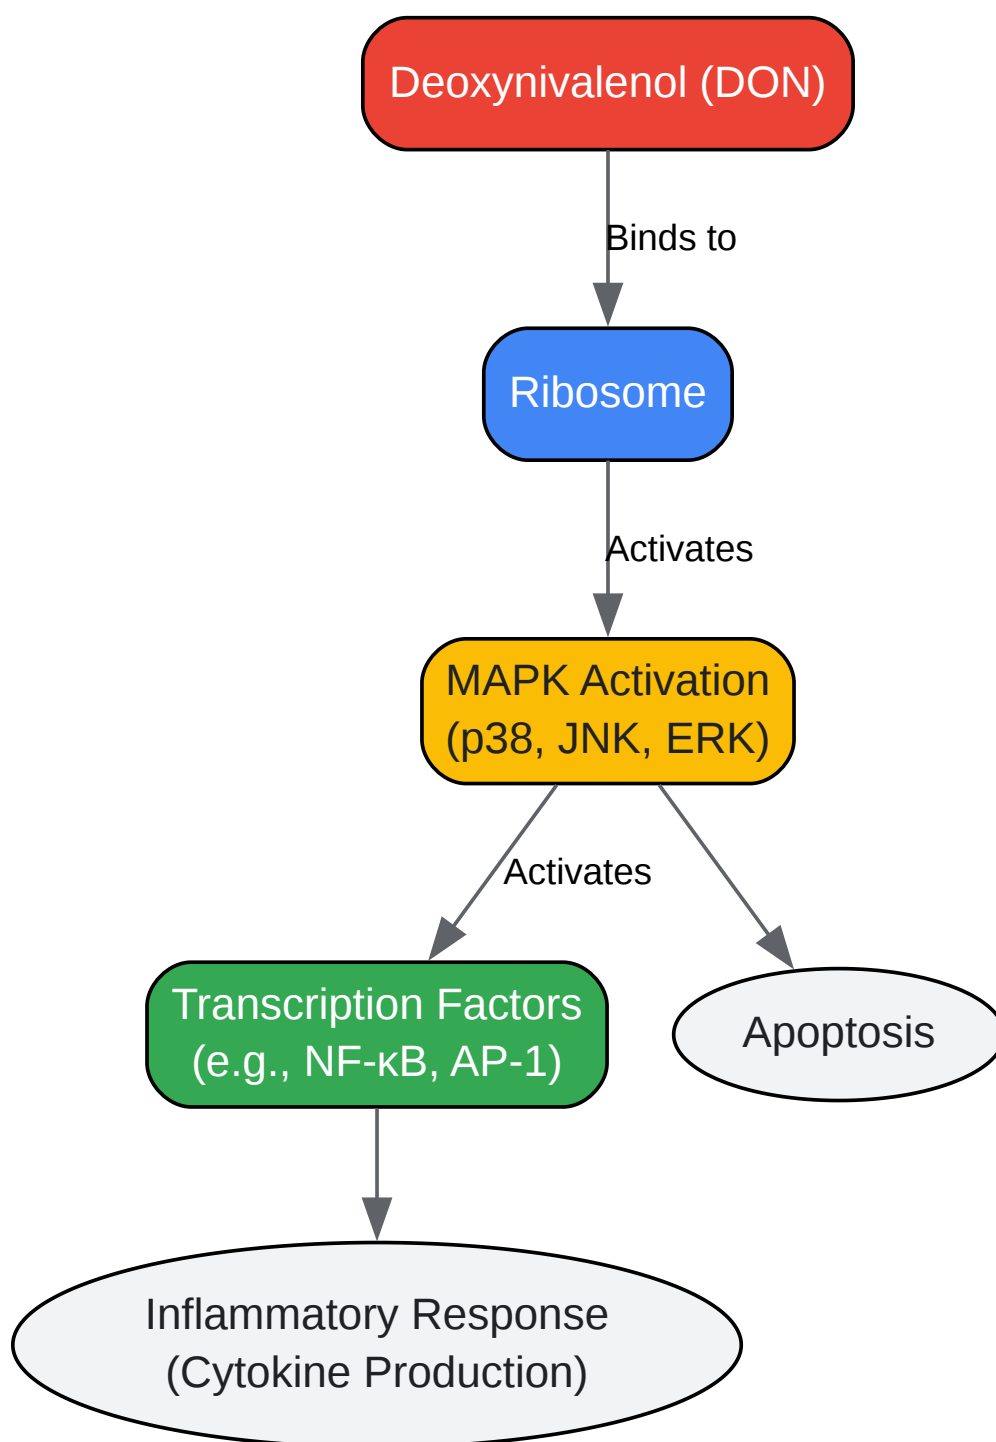 Deoxynivalenol (DON)
Binds to
Ribosome
Activates
MAPK Activation
(p38, JNK, ERK)
Activates
Transcription Factors
(e.g., NF-κB, AP-1)
Apoptosis
Inflammatory Response
(Cytokine Production)